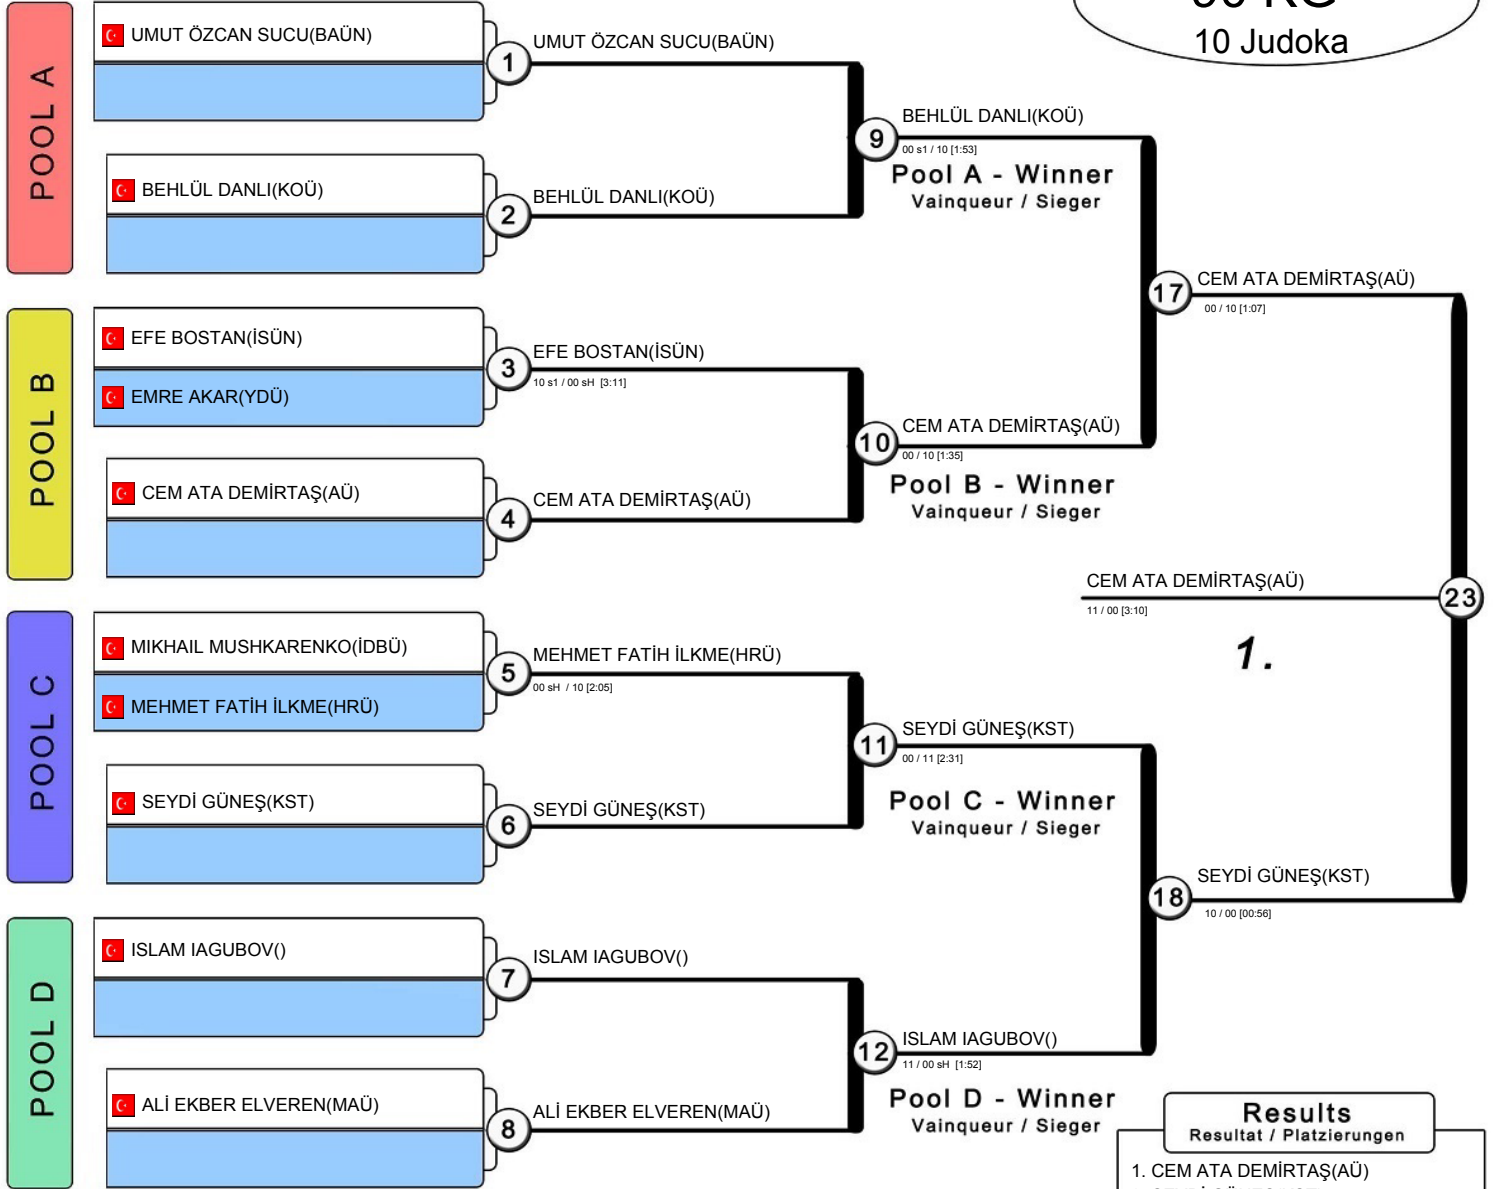 10 Judoka
POOL A
UMUT ÖZCAN SUCU(BAÜN)
1
UMUT ÖZCAN SUCU(BAÜN)
BEHLÜL DANLI(KOÜ)
2
BEHLÜL DANLI(KOÜ)
9
BEHLÜL DANLI(KOÜ)
00 s1 / 10 [1:53]
Pool A - Winner
Vainqueur / Sieger
POOL B
EFE BOSTAN(İSÜN)
EMRE AKAR(YDÜ)
3
EFE BOSTAN(İSÜN)
10 s1 / 00 sH [3:11]
CEM ATA DEMİRTAŞ(AÜ)
4
CEM ATA DEMİRTAŞ(AÜ)
10
CEM ATA DEMİRTAŞ(AÜ)
00 / 10 [1:35]
Pool B - Winner
Vainqueur / Sieger
17
CEM ATA DEMİRTAŞ(AÜ)
00 / 10 [1:07]
CEM ATA DEMİRTAŞ(AÜ)
11 / 00 [3:10]
23
1.
POOL C
MIKHAIL MUSHKARENKO(İDBÜ)
MEHMET FATİH İLKME(HRÜ)
5
MEHMET FATİH İLKME(HRÜ)
00 sH / 10 [2:05]
SEYDİ GÜNEŞ(KST)
6
SEYDİ GÜNEŞ(KST)
11
SEYDİ GÜNEŞ(KST)
00 / 11 [2:31]
Pool C - Winner
Vainqueur / Sieger
18
SEYDİ GÜNEŞ(KST)
10 / 00 [00:56]
POOL D
ISLAM IAGUBOV()
7
ISLAM IAGUBOV()
ALİ EKBER ELVEREN(MAÜ)
8
ALİ EKBER ELVEREN(MAÜ)
12
ISLAM IAGUBOV()
11 / 00 sH [1:52]
Pool D - Winner
Vainqueur / Sieger
Results
Resultat / Platzierungen
1. CEM ATA DEMİRTAŞ(AÜ)